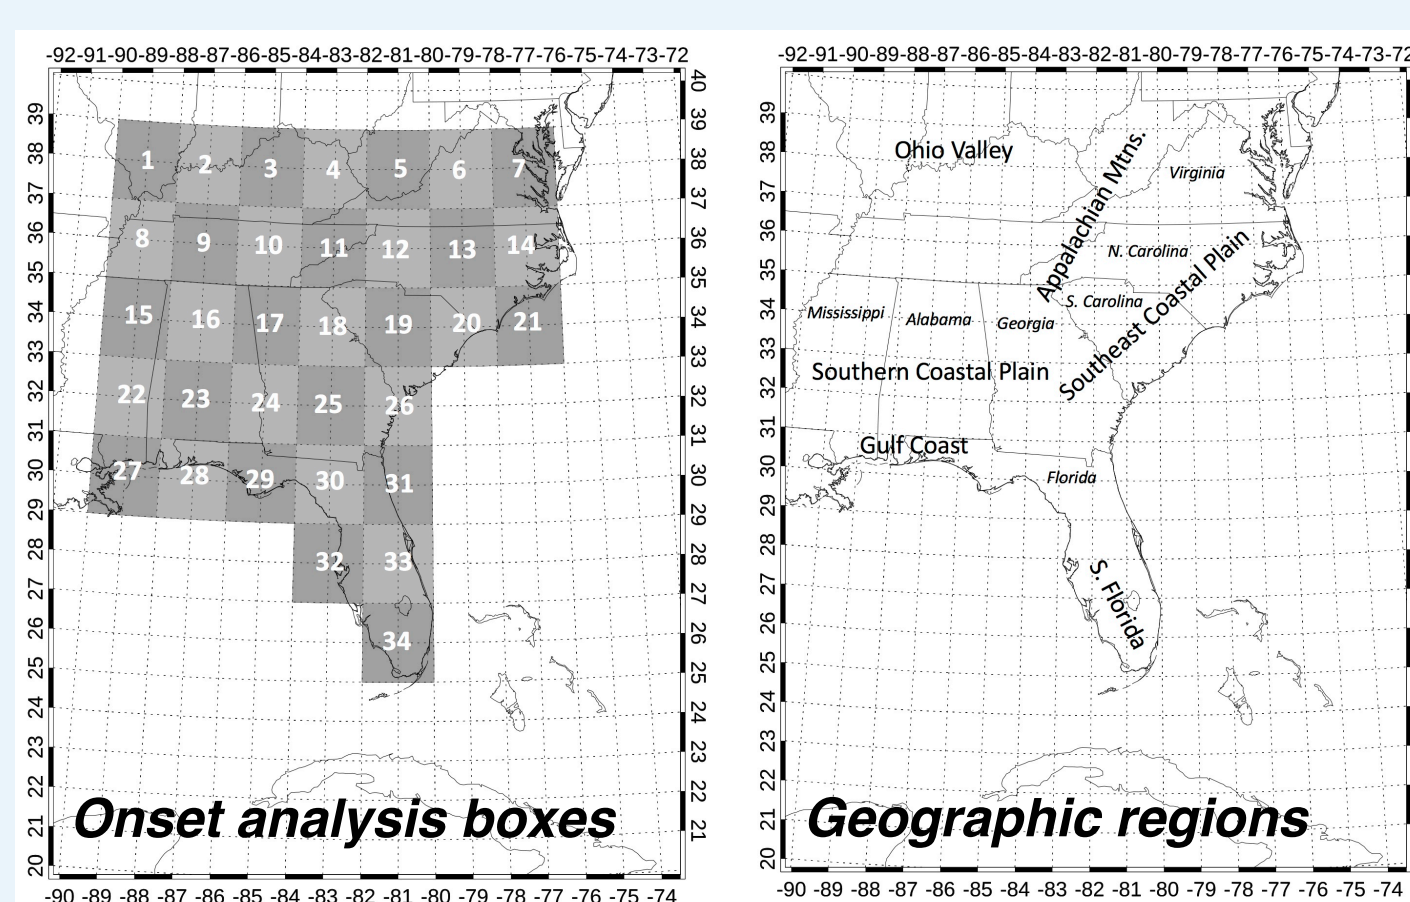 -92-91-90-89-88-87-86-85-84-83-82-81-80-79-78-77-76-75-74-73-72
40
39 39
38 38
37 37
36 36
35 35
34 34
33 33
32 32
31 31
30 30
29 29
28 28
27 27
26 26
25 25
24 24
23 23
22 22
21 21
20
1 2 3 4 5 6 7
8 9 10 11 12 13 14
15 16 17 18 19 20 21
22 23 24 25 26
27 28 29 30 31
32 33
34
Onset analysis boxes
-90 -89 -88 -87 -86 -85 -84 -83 -82 -81 -80 -79 -78 -77 -76 -75 -74
-92-91-90-89-88-87-86-85-84-83-82-81-80-79-78-77-76-75-74-73-72
39
38
37
36
35
34
33
32
31
30
29
28
27
26
25
24
23
22
21
20
Ohio Valley
Appalachian Mtns.
Virginia
N. Carolina
S. Carolina
Southeast Coastal Plain
Mississippi
Alabama
Georgia
Southern Coastal Plain
Gulf Coast
Florida
S. Florida
Geographic regions
-90 -89 -88 -87 -86 -85 -84 -83 -82 -81 -80 -79 -78 -77 -76 -75 -74